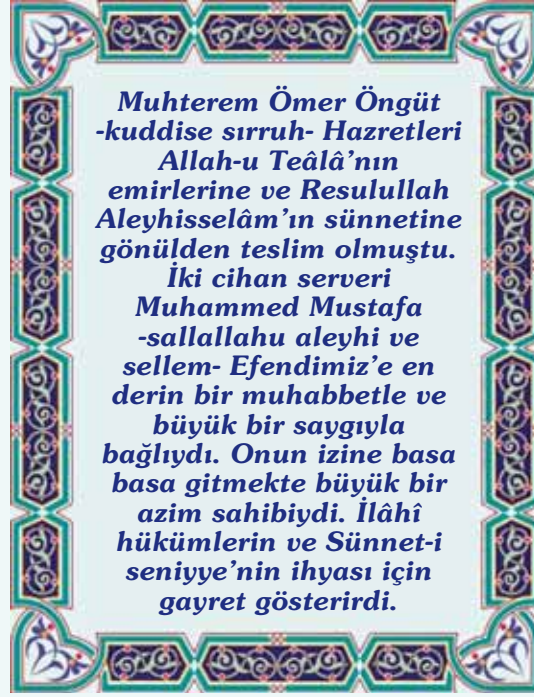 Muhterem Ömer Öngüt
-kuddise sırruh- Hazretleri
Allah-u Teâlâ’nın
emirlerine ve Resulullah
Aleyhisselâm’ın sünnetine
gönülden teslim olmuştu.
İki cihan serveri
Muhammed Mustafa
-sallallahu aleyhi ve
sellem- Efendimiz’e en
derin bir muhabbetle ve
büyük bir saygıyla
bağlıydı. Onun izine basa
basa gitmekte büyük bir
azim sahibiydi. İlâhî
hükümlerin ve Sünnet-i
seniyye’nin ihyası için
gayret gösterirdi.